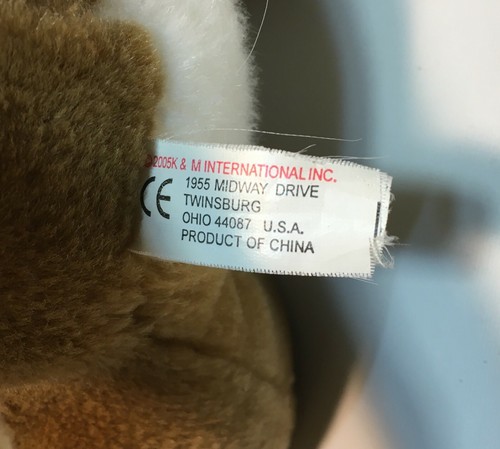 ©2005K & M INTERNATIONAL INC.
CE 1955 MIDWAY DRIVE
TWINSBURG
OHIO 44087 U.S.A.
PRODUCT OF CHINA